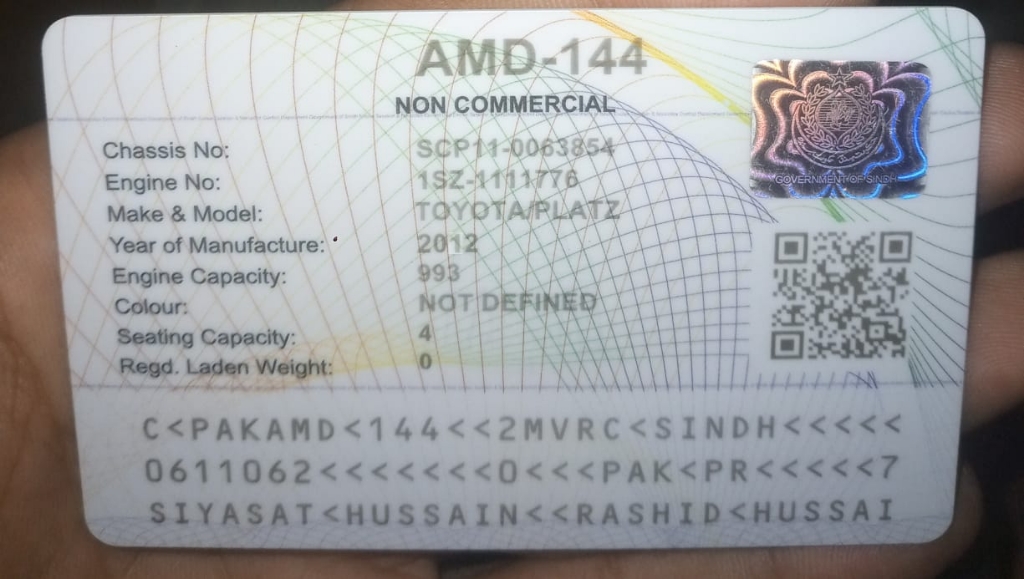 AMD-144
NON COMMERCIAL
GOVERNMENT OF SINDH
Chassis No: SCP11-0063854
Engine No: 1SZ-1111776
Make & Model: TOYOTA/PLATZ
Year of Manufacture: 2012
Engine Capacity: 993
Colour: NOT DEFINED
Seating Capacity: 4
Regd. Laden Weight: 0
C<PAKAMD<144<<2MVRC<SINDH<<<<<
0611062<<<<<<<0<<<PAK<PR<<<<<7
SIYASAT<HUSSAIN<<RASHID<HUSSAI